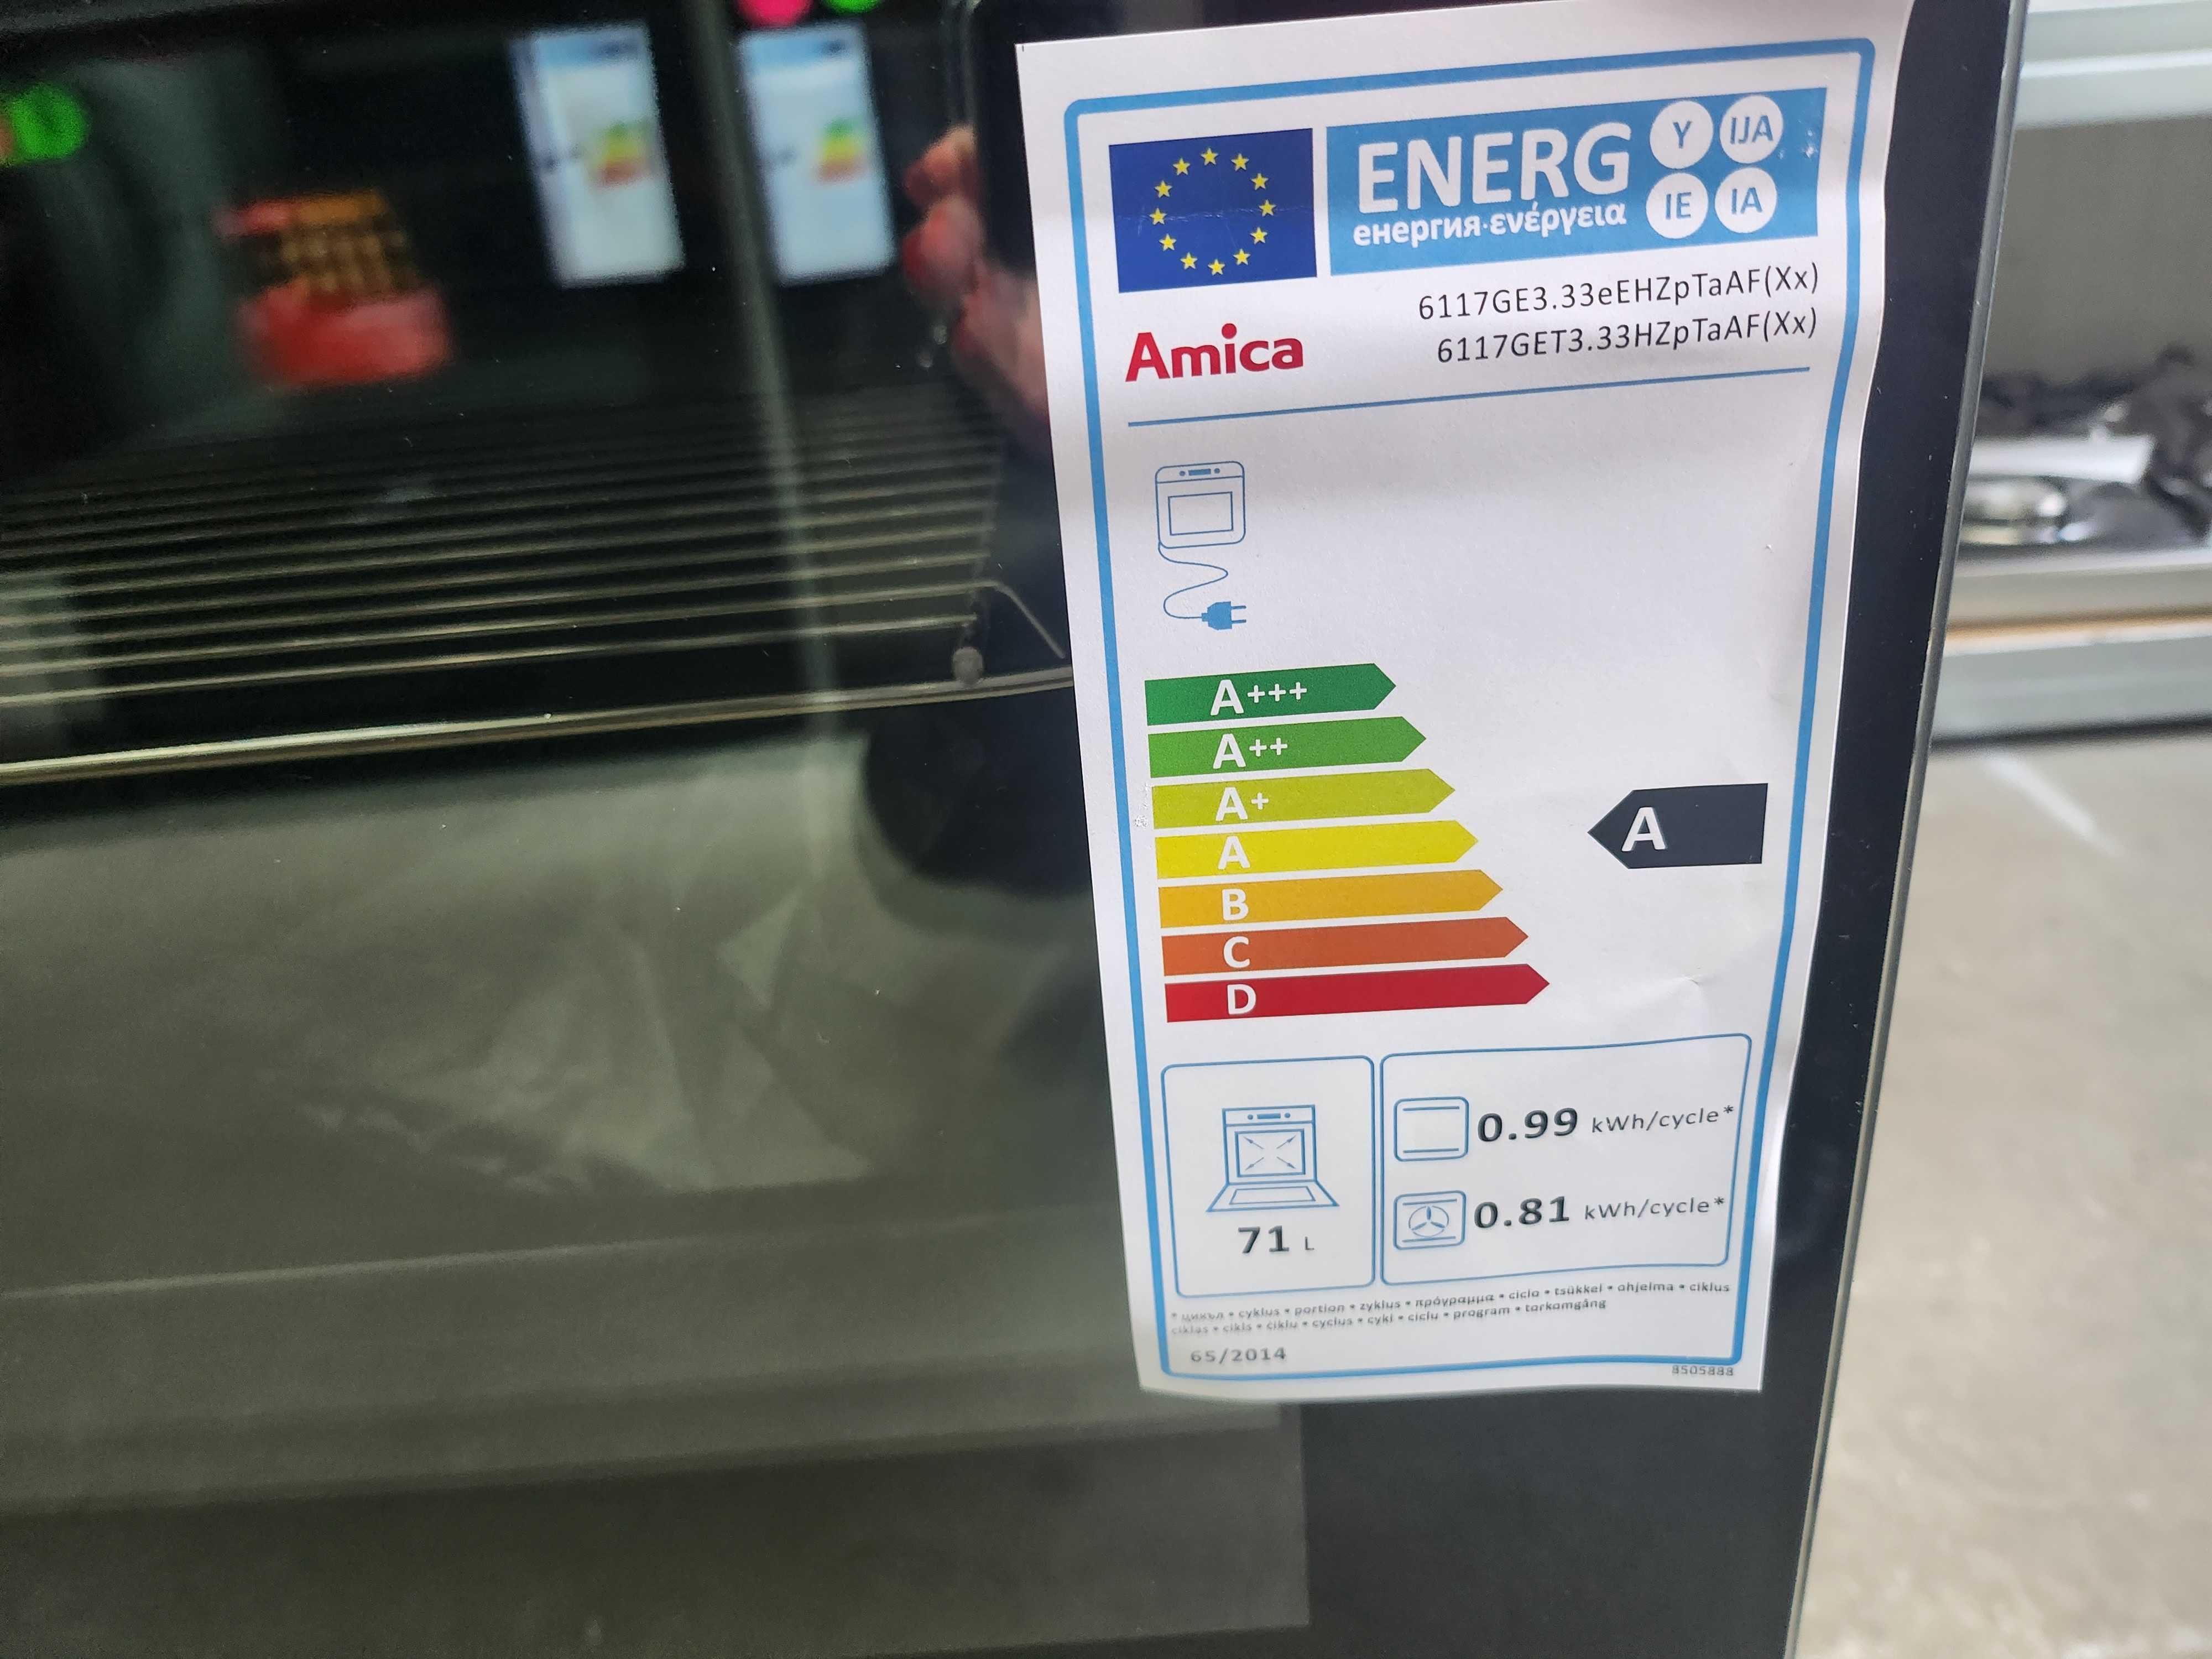 ENERG Y IJA IE IA
енергия·ενέργεια
6117GE3.33eEHZpTaAF(Xx)
6117GET3.33HZpTaAF(Xx)
Amica
A+++
A++
A+
A
A
B
C
D
0.99 kWh/cycle*
0.81 kWh/cycle*
71 L
* цикъл • cyklus • portion • zyklus • πρόγραμμα • ciclo • tsükkel • ohjelma • ciklus
ciklas • cikls • ċiklu • cyclus • cykl • ciclu • program • torkamgång
65/2014
8505888